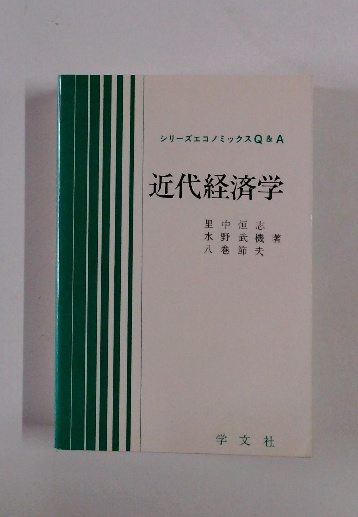 シリーズエコノミックスQ&A
近代経済学
里中恒志
水野武機 著
八巻節夫
学文社